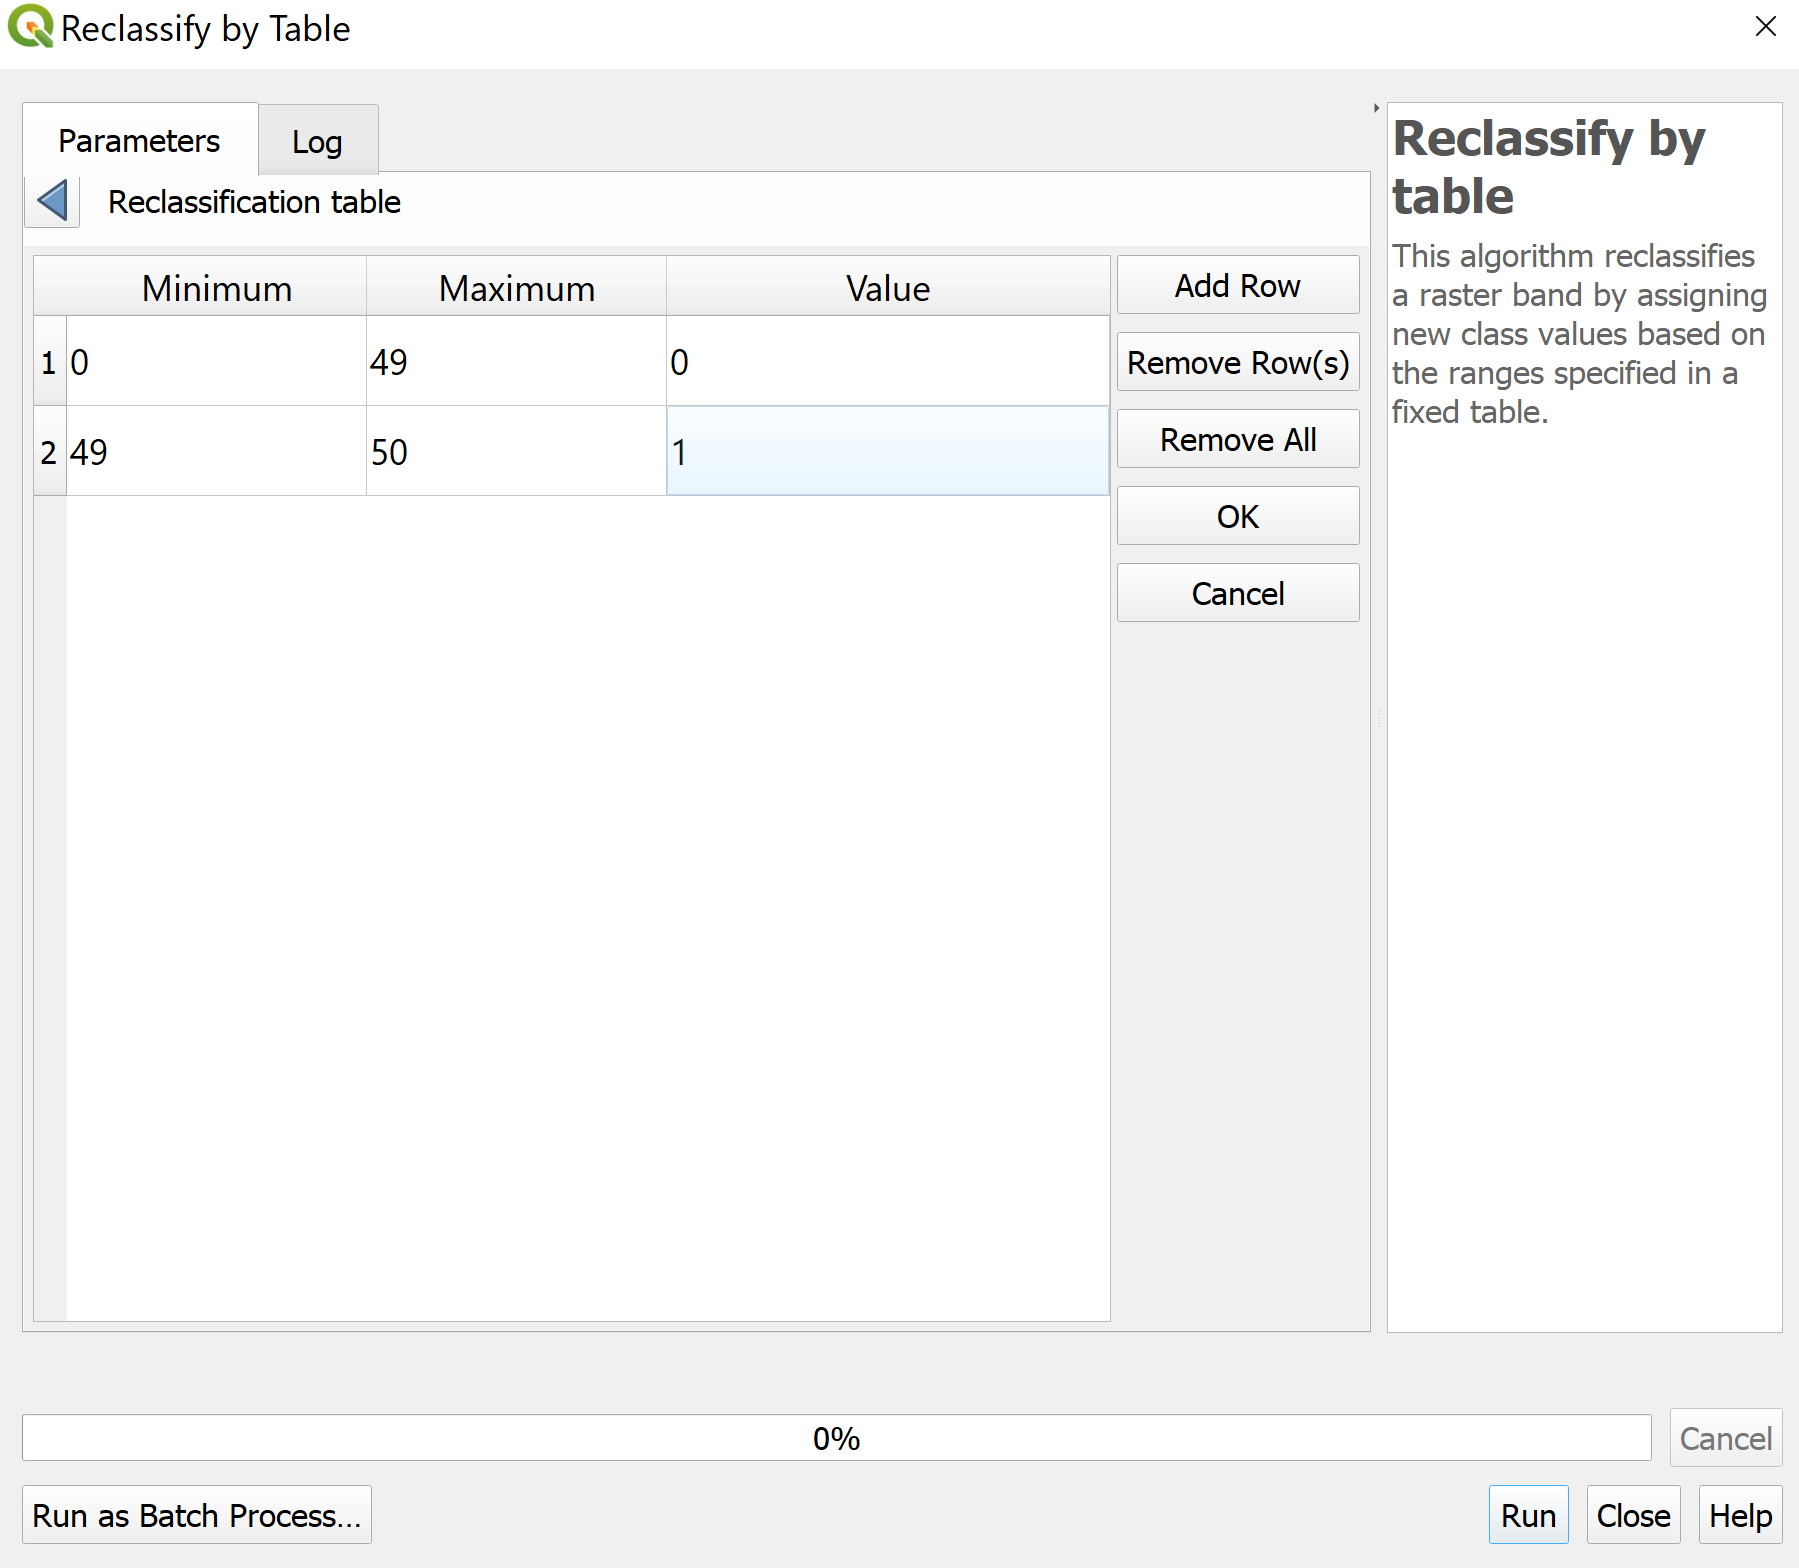 Reclassify by Table
Parameters
Log
Reclassification table
Minimum Maximum Value
1 0 49 0
2 49 50 1
Add Row
Remove Row(s)
Remove All
OK
Cancel
Reclassify by
table
This algorithm reclassifies
a raster band by assigning
new class values based on
the ranges specified in a
fixed table.
0%
Cancel
Run as Batch Process...
Run
Close
Help